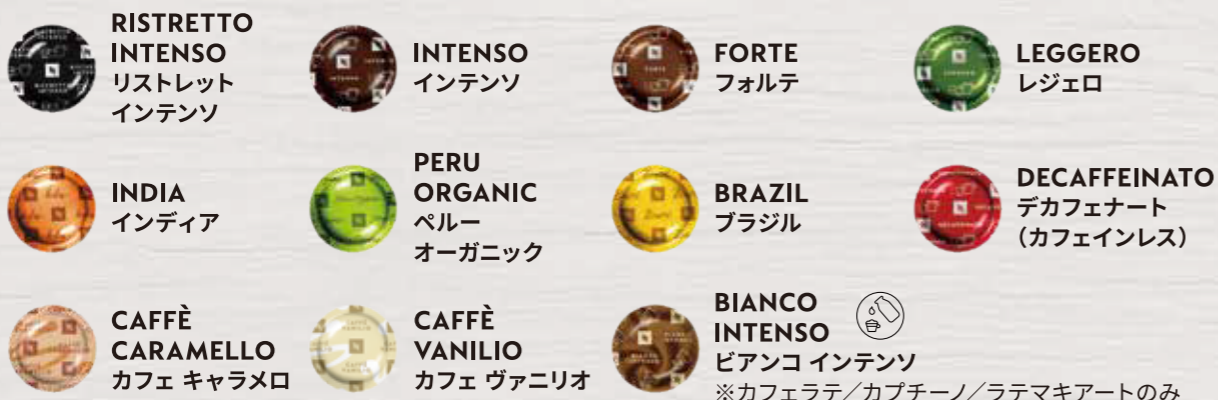 RISTRETTO
INTENSO
リストレット
インテンソ
INTENSO
インテンソ
FORTE
フォルテ
LEGGERO
レジェロ
INDIA
インディア
PERU
ORGANIC
ペルー
オーガニック
BRAZIL
ブラジル
DECAFFEINATO
デカフェナート
（カフェインレス）
CAFFÈ
CARAMELLO
カフェ キャラメロ
CAFFÈ
VANILIO
カフェ ヴァニリオ
BIANCO
INTENSO
ビアンコ インテンソ
※カフェラテ／カプチーノ／ラテマキアートのみ